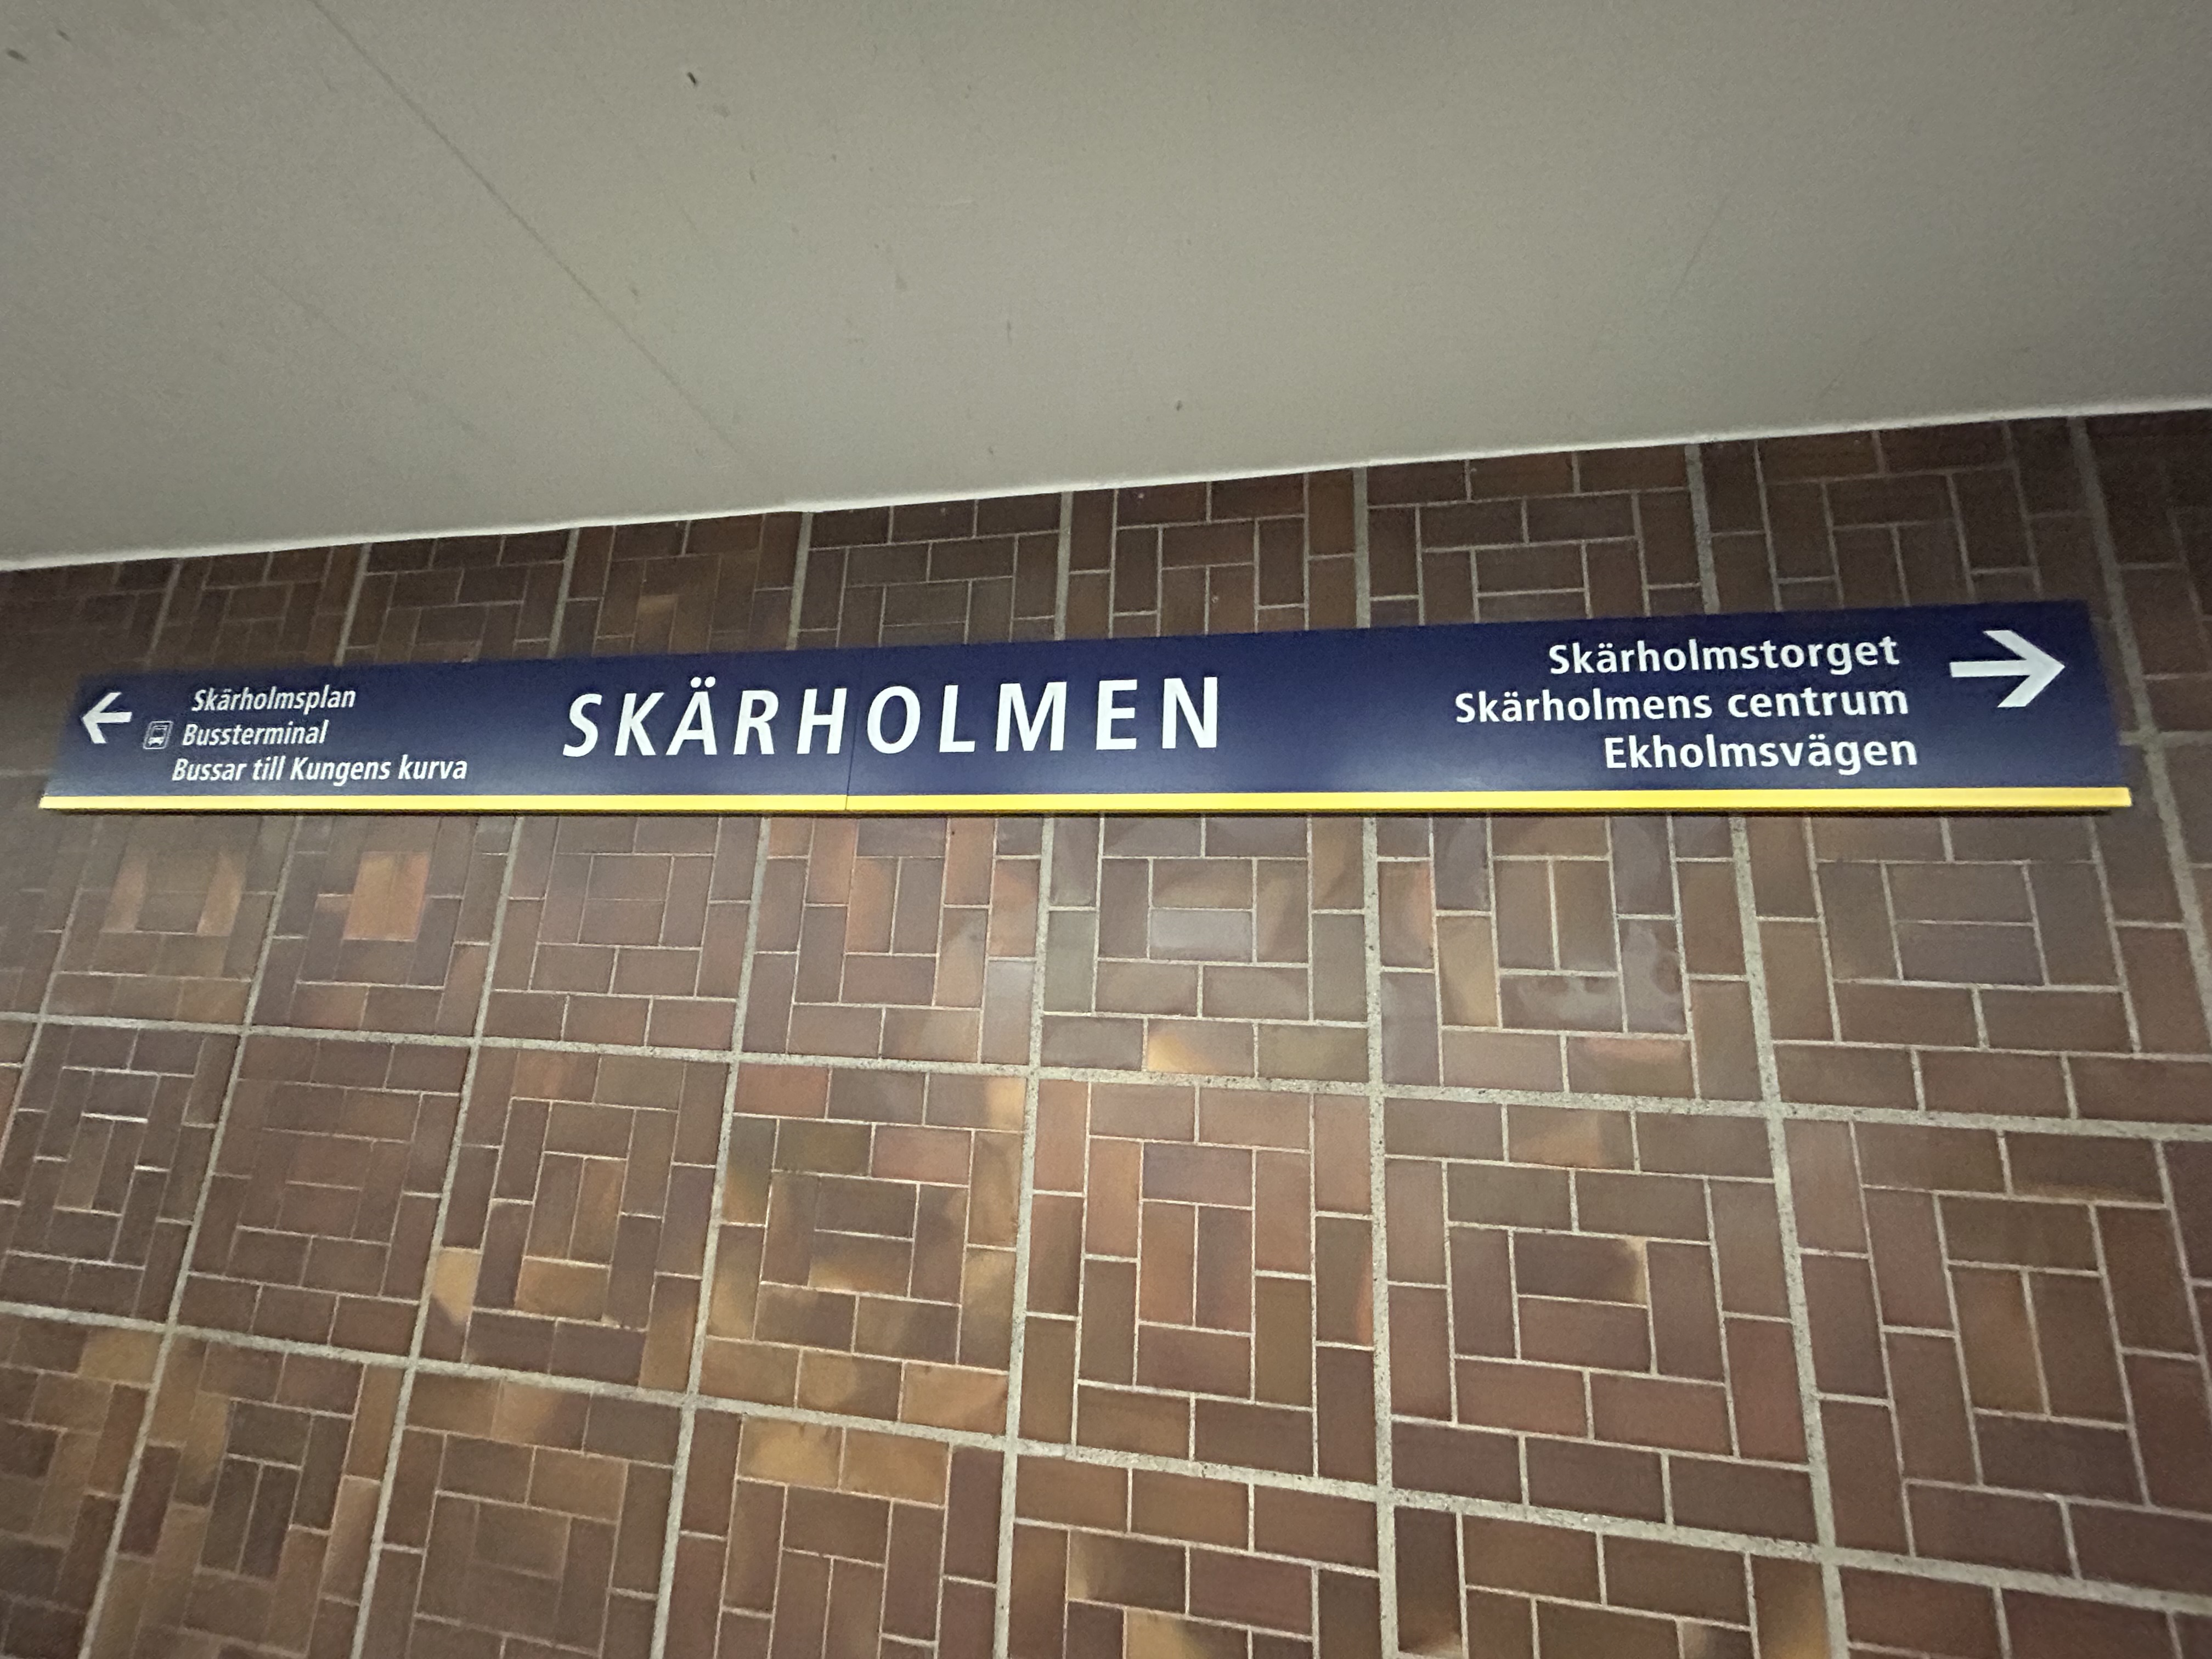 Skärholmsplan
Bussterminal
Bussar till Kungens kurva
SKÄRHOLMEN
Skärholmstorget
Skärholmens centrum
Ekholmsvägen